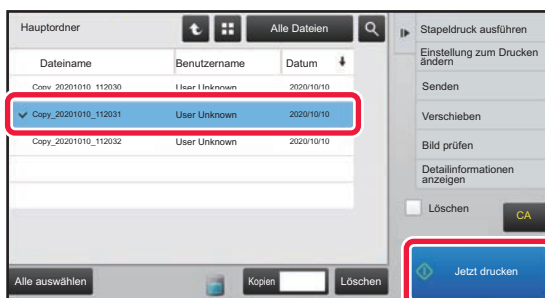 Hauptordner
Alle Dateien
Dateiname Benutzername Datum
Copy_20201010_112030 User Unknown 2020/10/10
Copy_20201010_112031 User Unknown 2020/10/10
Copy_20201010_112032 User Unknown 2020/10/10
Alle auswählen
Kopien
Löschen
Stapeldruck ausführen
Einstellung zum Drucken
ändern
Senden
Verschieben
Bild prüfen
Detailinformationen
anzeigen
Löschen
CA
Jetzt drucken